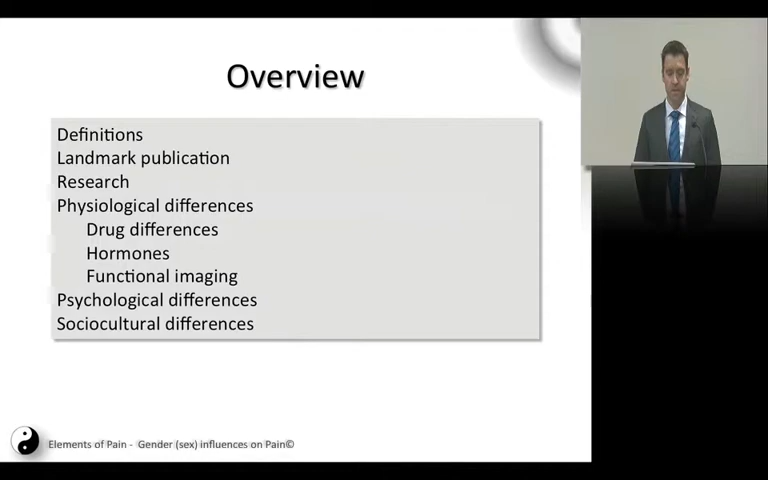 Overview
Definitions
Landmark publication
Research
Physiological differences
Drug differences
Hormones
Functional imaging
Psychological differences
Sociocultural differences
Elements of Pain - Gender (sex) influences on Pain©